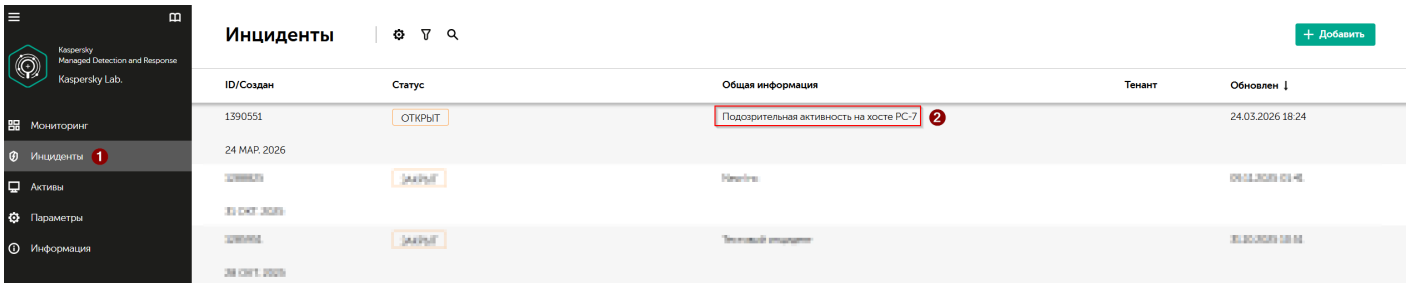 Kaspersky
Managed Detection and Response
Kaspersky Lab.
Мониторинг
Инциденты 1
Активы
Параметры
Информация
Инциденты
+ Добавить
ID/Создан Статус Общая информация Тенант Обновлен ↓
1390551 ОТКРЫТ Подозрительная активность на хосте PC-7 2 24.03.2026 18:24
24 МАР. 2026